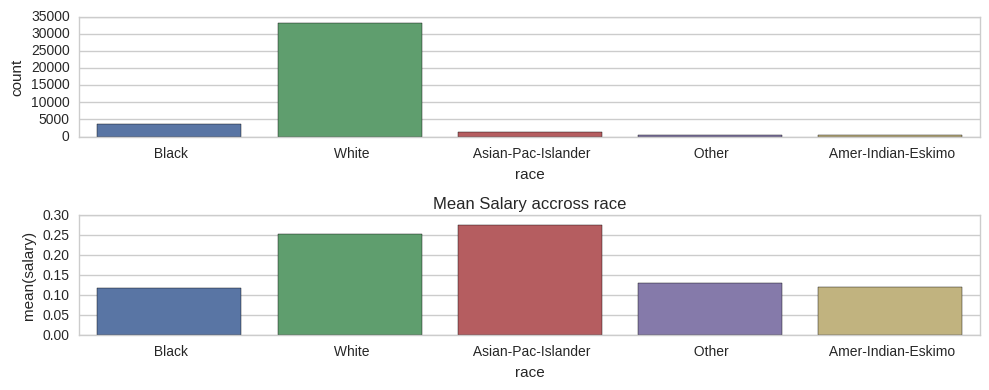 35000
30000
25000
20000
15000
10000
5000
0
count
Black White Asian-Pac-Islander Other Amer-Indian-Eskimo
race
Mean Salary accross race
0.30
0.25
0.20
0.15
0.10
0.05
0.00
mean(salary)
Black White Asian-Pac-Islander Other Amer-Indian-Eskimo
race